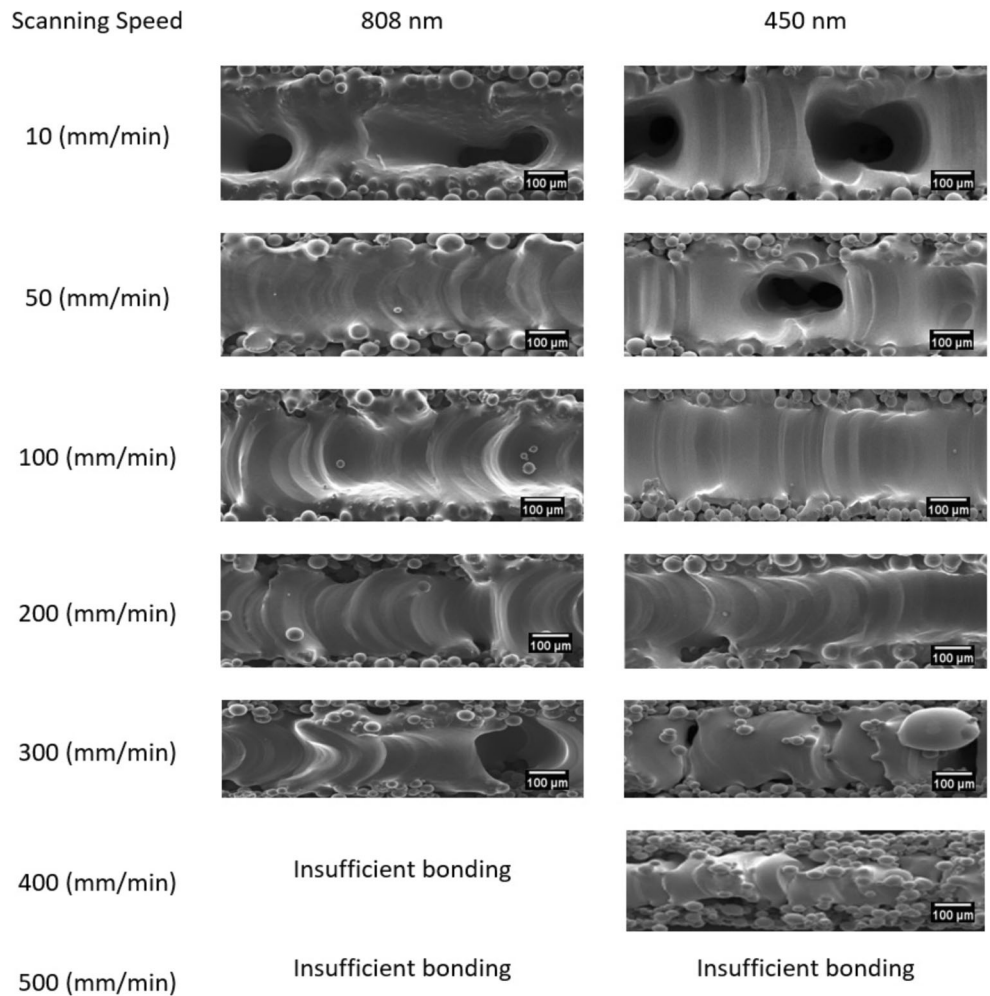 Scanning Speed 808 nm 450 nm
10 (mm/min)
100 µm 100 µm
50 (mm/min)
100 µm 100 µm
100 (mm/min)
100 µm 100 µm
200 (mm/min)
100 µm 100 µm
300 (mm/min)
100 µm 100 µm
Insufficient bonding
400 (mm/min)
100 µm
Insufficient bonding Insufficient bonding
500 (mm/min)